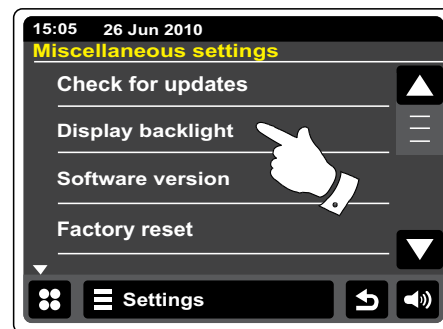 15:05 26 Jun 2010
Miscellaneous settings
Check for updates
Display backlight
Software version
Factory reset
Settings